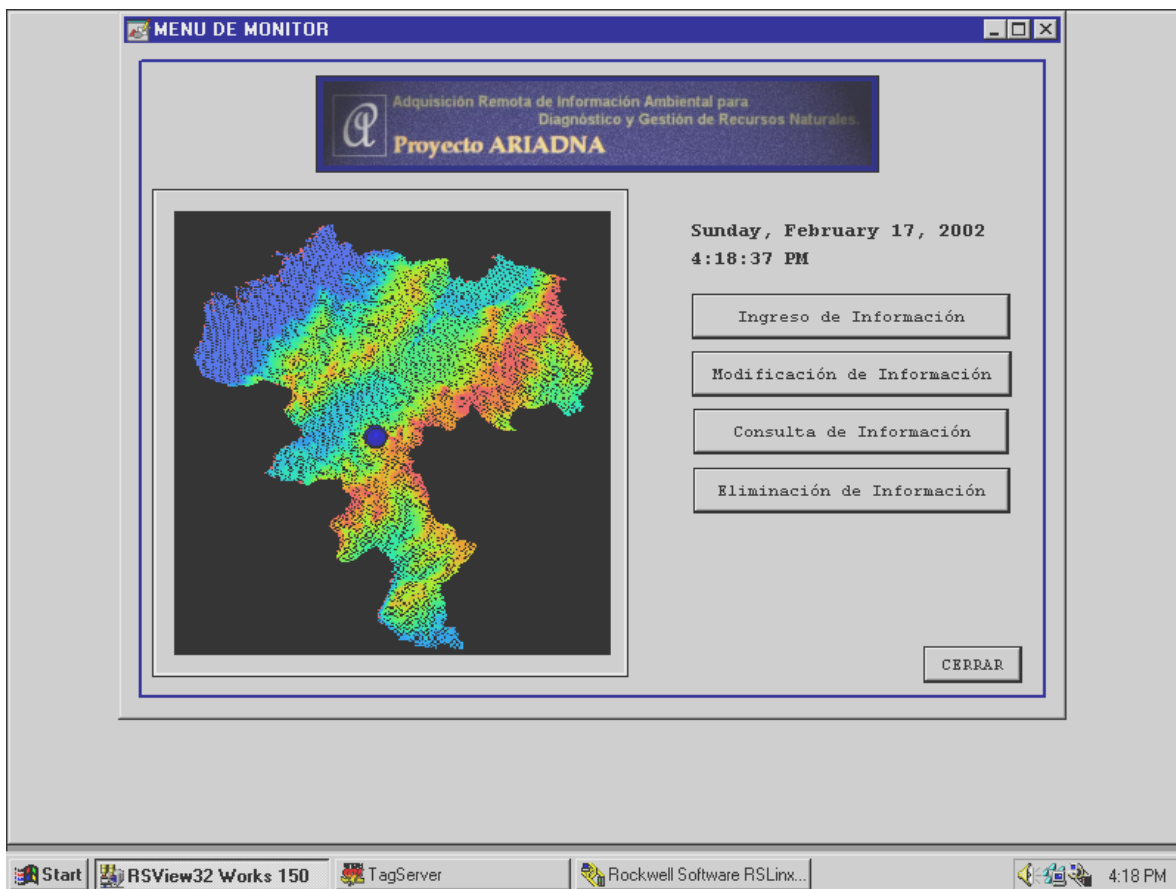 MENU DE MONITOR
Adquisición Remota de Información Ambiental para
Diagnóstico y Gestión de Recursos Naturales.
Proyecto ARIADNA
Sunday, February 17, 2002
4:18:37 PM
Ingreso de Información
Modificación de Información
Consulta de Información
Eliminación de Información
CERRAR
Start
RSView32 Works 150
TagServer
Rockwell Software RSLinx...
4:18 PM